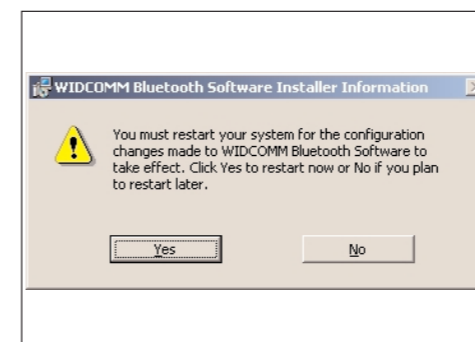 WIDCOMM Bluetooth Software Installer Information
You must restart your system for the configuration
changes made to WIDCOMM Bluetooth Software to
take effect. Click Yes to restart now or No if you plan
to restart later.
Yes
No